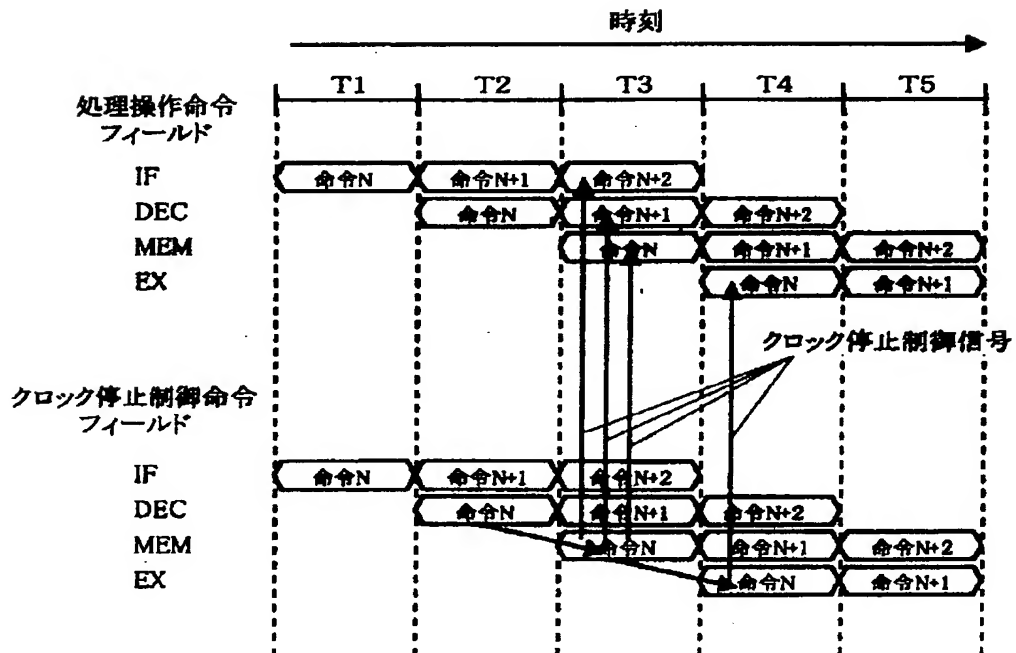 時刻
T1 T2 T3 T4 T5
処理操作命令
フィールド
IF 命令N 命令N+1 命令N+2
DEC 命令N 命令N+1 命令N+2
MEM 命令N 命令N+1 命令N+2
EX 命令N 命令N+1
クロック停止制御信号
クロック停止制御命令
フィールド
IF 命令N 命令N+1 命令N+2
DEC 命令N 命令N+1 命令N+2
MEM 命令N 命令N+1 命令N+2
EX 命令N 命令N+1